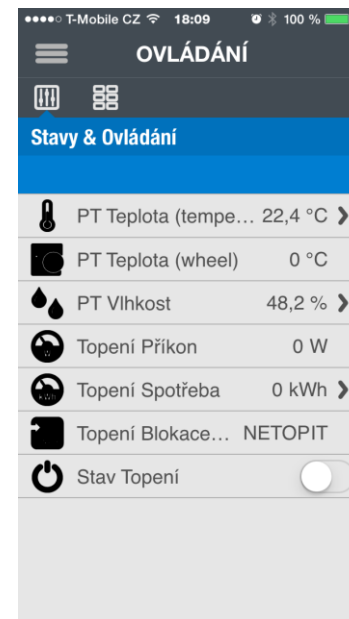 T-Mobile CZ 18:09 100 %
OVLÁDÁNÍ
Stavy & Ovládání
PT Teplota (tempe... 22,4 °C
PT Teplota (wheel) 0 °C
PT Vlhkost 48,2 %
Topení Příkon 0 W
Topení Spotřeba 0 kWh
Topení Blokace... NETOPIT
Stav Topení